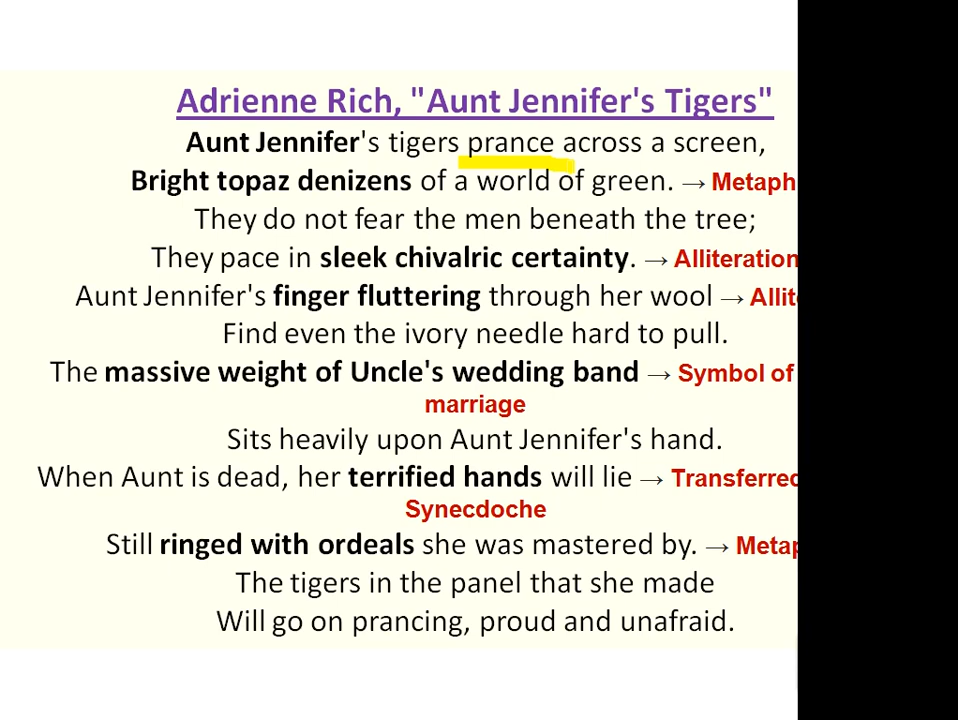 Adrienne Rich, "Aunt Jennifer's Tigers"
Aunt Jennifer's tigers prance across a screen,
Bright topaz denizens of a world of green. → Metaph
They do not fear the men beneath the tree;
They pace in sleek chivalric certainty. → Alliteration
Aunt Jennifer's finger fluttering through her wool → Allit
Find even the ivory needle hard to pull.
The massive weight of Uncle's wedding band → Symbol of
marriage
Sits heavily upon Aunt Jennifer's hand.
When Aunt is dead, her terrified hands will lie → Transferred
Synecdoche
Still ringed with ordeals she was mastered by. → Metap
The tigers in the panel that she made
Will go on prancing, proud and unafraid.